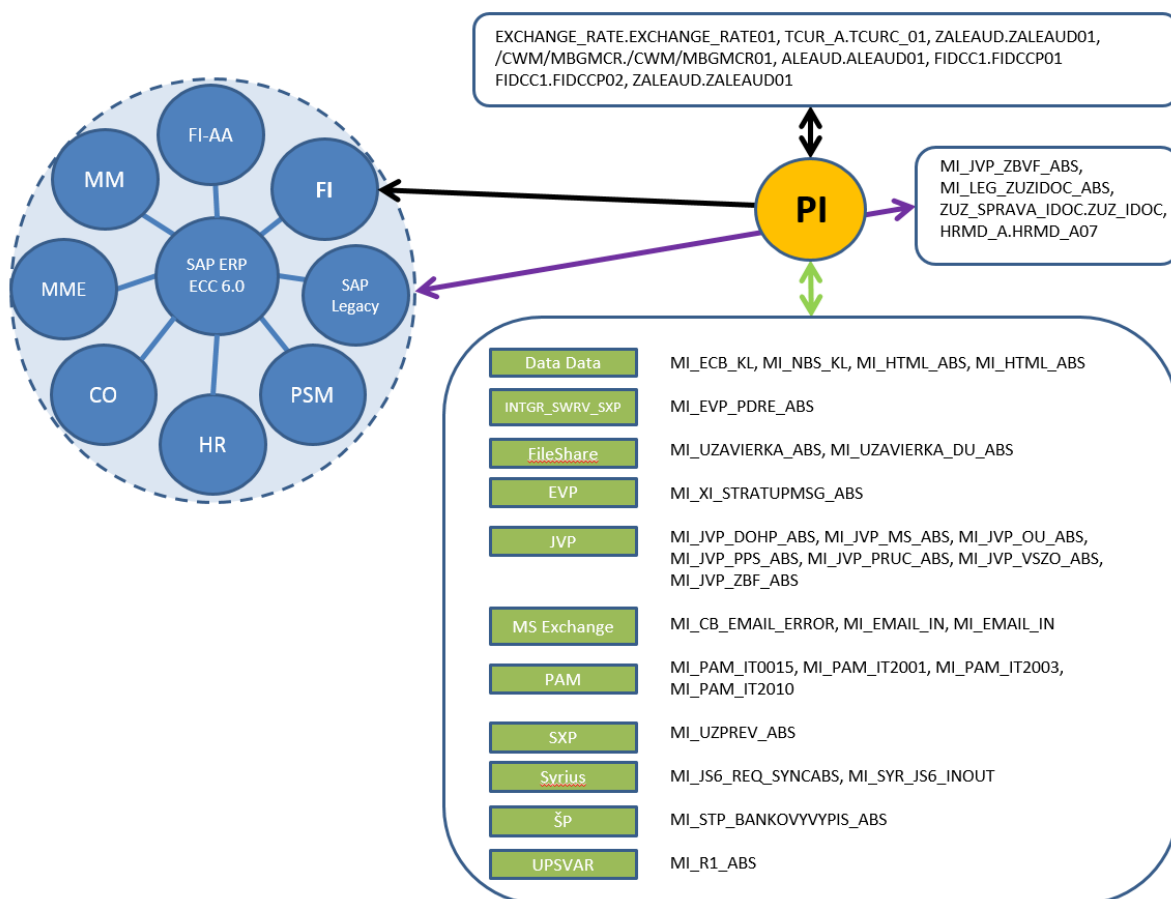 EXCHANGE_RATE.EXCHANGE_RATE01, TCUR_A.TCURC_01, ZALEAUD.ZALEAUD01,
/CWM/MBGMCR./CWM/MBGMCR01, ALEAUD.ALEAUD01, FIDCC1.FIDCCP01
FIDCC1.FIDCCP02, ZALEAUD.ZALEAUD01
FI-AA
MM
FI
MME
SAP ERP
ECC 6.0
SAP
Legacy
CO
PSM
HR
PI
MI_JVP_ZBVF_ABS,
MI_LEG_ZUZIDOC_ABS,
ZUZ_SPRAVA_IDOC.ZUZ_IDOC,
HRMD_A.HRMD_A07
Data Data MI_ECB_KL, MI_NBS_KL, MI_HTML_ABS, MI_HTML_ABS
INTGR_SWRV_SXP MI_EVP_PDRE_ABS
FileShare MI_UZAVIERKA_ABS, MI_UZAVIERKA_DU_ABS
EVP MI_XI_STRATUPMSG_ABS
JVP MI_JVP_DOHP_ABS, MI_JVP_MS_ABS, MI_JVP_OU_ABS,
MI_JVP_PPS_ABS, MI_JVP_PRUC_ABS, MI_JVP_VSZO_ABS,
MI_JVP_ZBF_ABS
MS Exchange MI_CB_EMAIL_ERROR, MI_EMAIL_IN, MI_EMAIL_IN
PAM MI_PAM_IT0015, MI_PAM_IT2001, MI_PAM_IT2003,
MI_PAM_IT2010
SXP MI_UZPREV_ABS
Syrius MI_JS6_REQ_SYNCABS, MI_SYR_JS6_INOUT
ŠP MI_STP_BANKOVYVYPIS_ABS
UPSVAR MI_R1_ABS